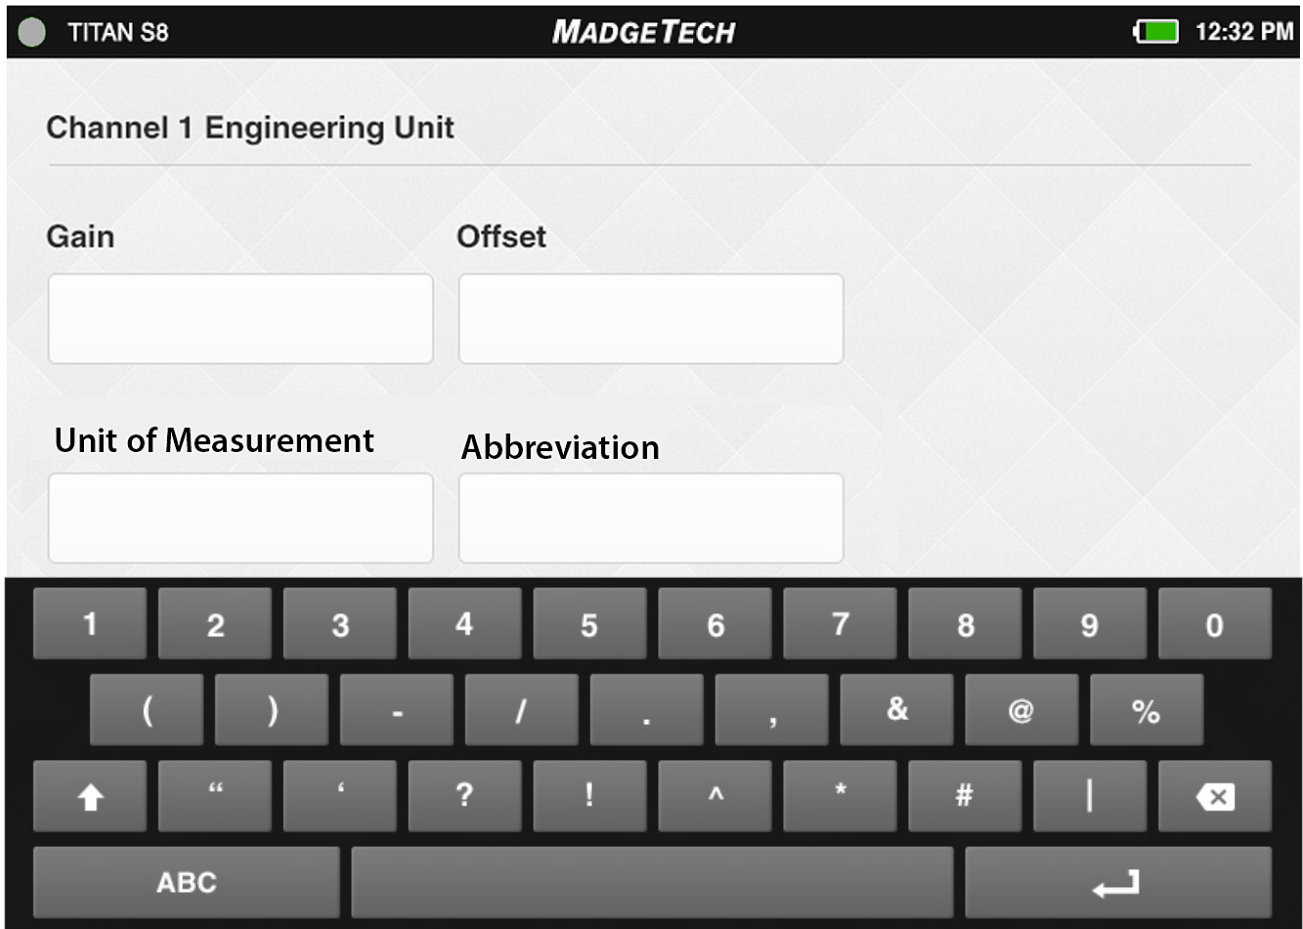 TITAN S8 MADGETECH 12:32 PM
Channel 1 Engineering Unit
Gain Offset
Unit of Measurement Abbreviation
1 2 3 4 5 6 7 8 9 0
( ) - / . , & @ %
“ ‘ ? ! ^ * # |
ABC